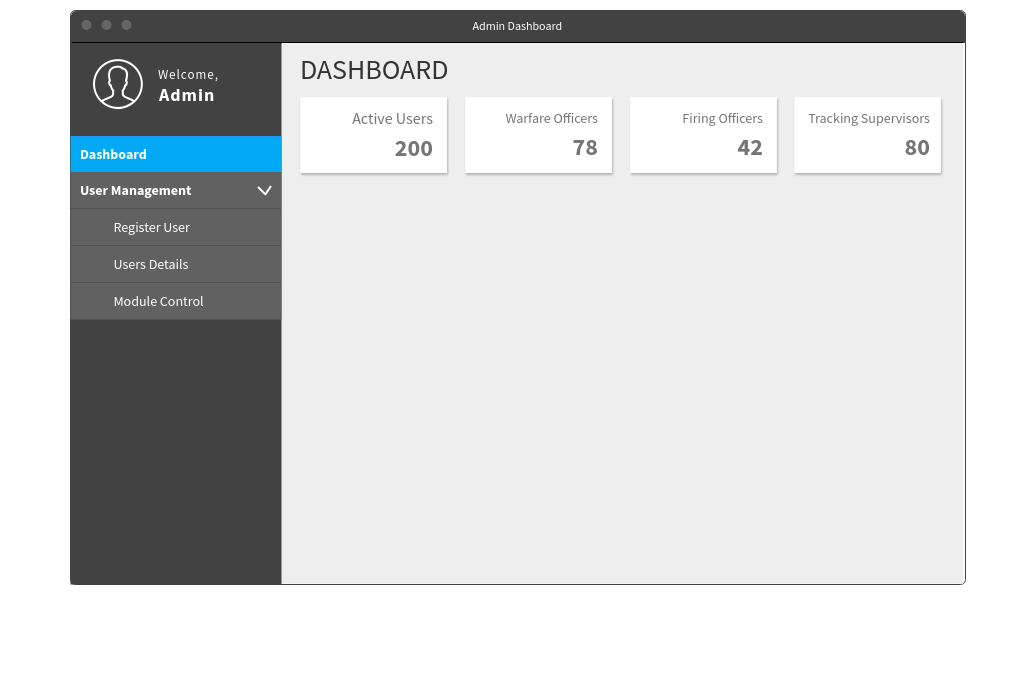 Admin Dashboard
Welcome,
Admin
Dashboard
User Management
Register User
Users Details
Module Control
DASHBOARD
Active Users
200
Warfare Officers
78
Firing Officers
42
Tracking Supervisors
80